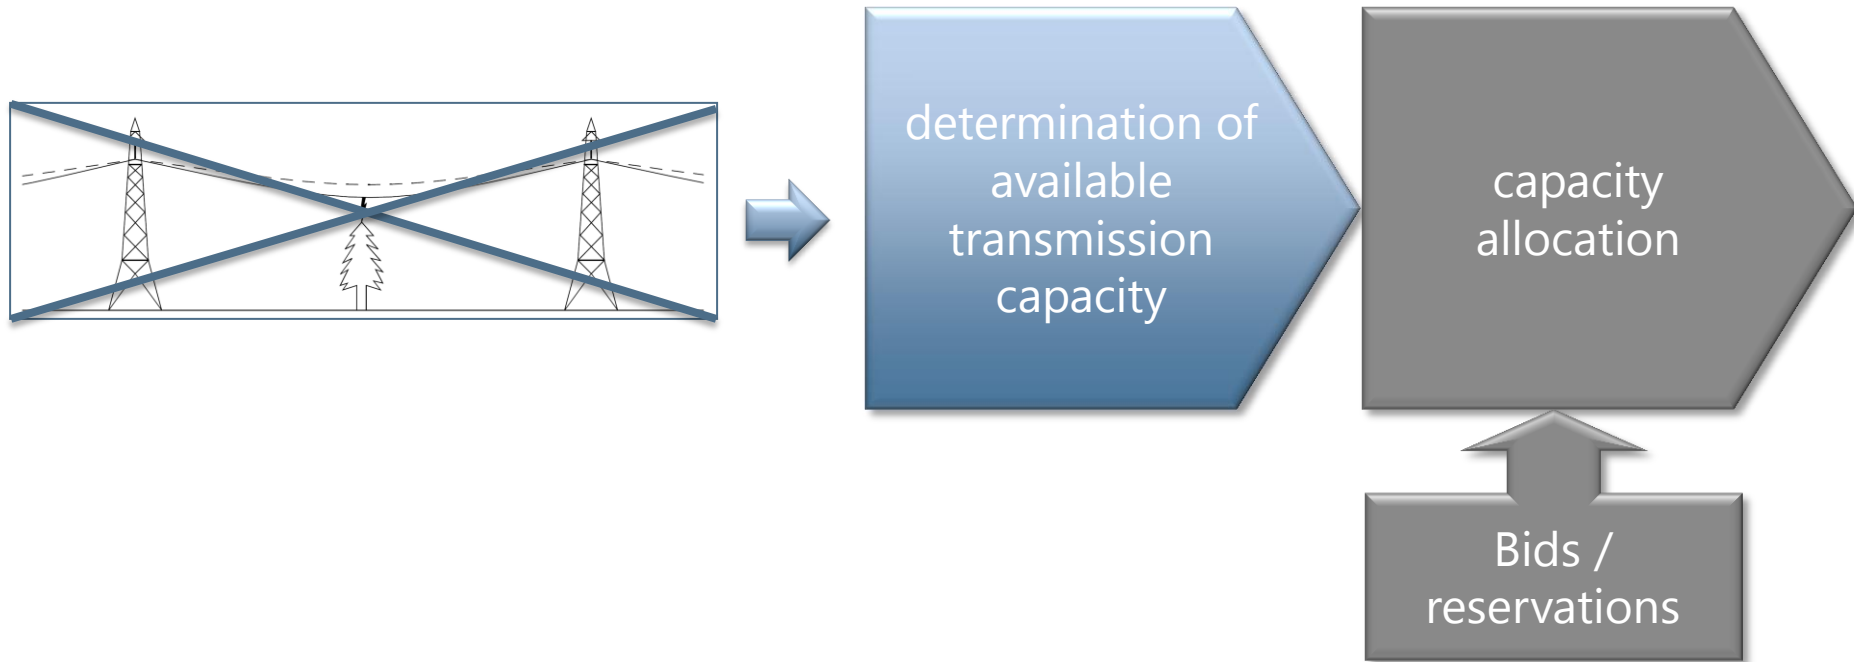 determination of
available
transmission
capacity
capacity
allocation
Bids /
reservations